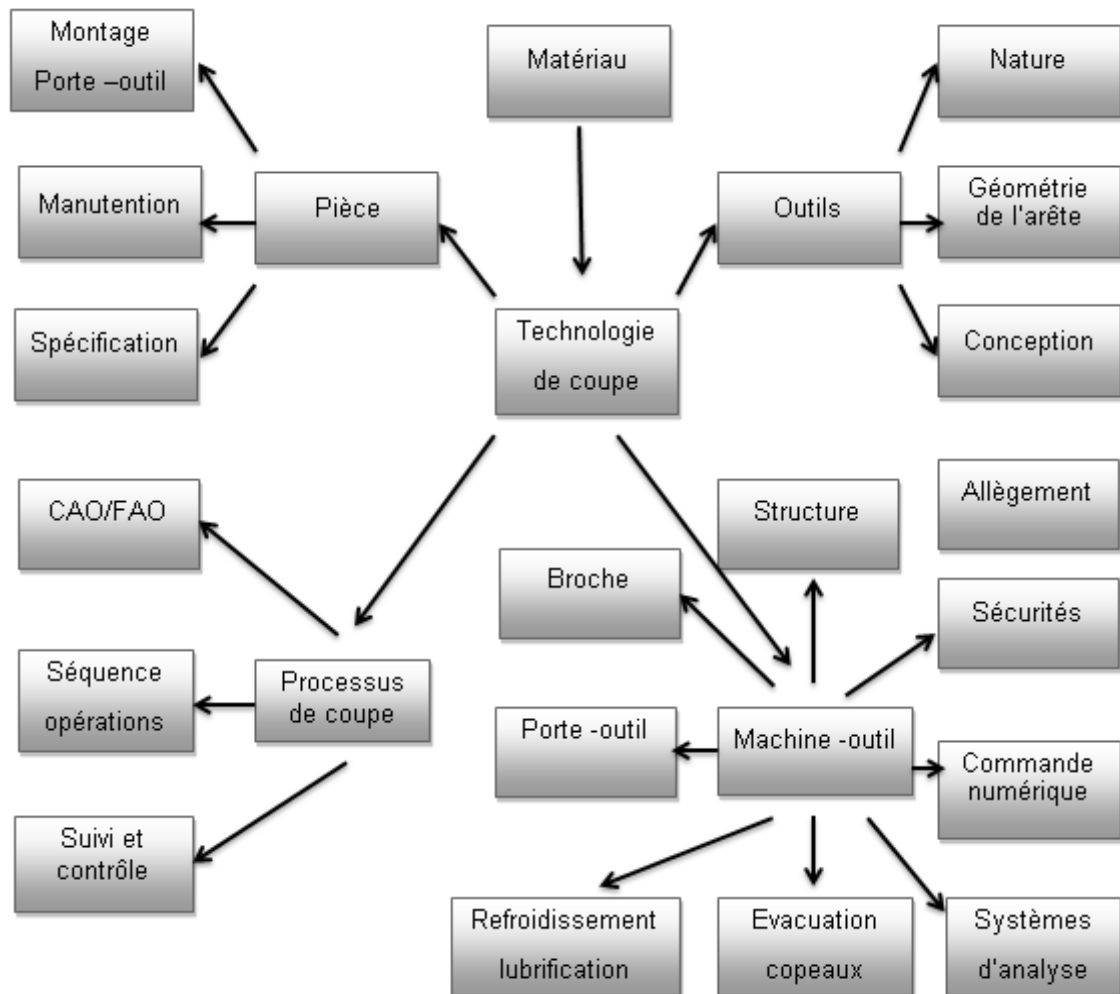 Montage
Porte –outil
Matériau
Nature
Manutention
Pièce
Outils
Géométrie
de l'arête
Spécification
Technologie
de coupe
Conception
CAO/FAO
Structure
Allègement
Broche
Sécurités
Séquence
opérations
Processus
de coupe
Porte -outil
Machine -outil
Commande
numérique
Suivi et
contrôle
Refroidissement
lubrification
Evacuation
copeaux
Systèmes
d'analyse